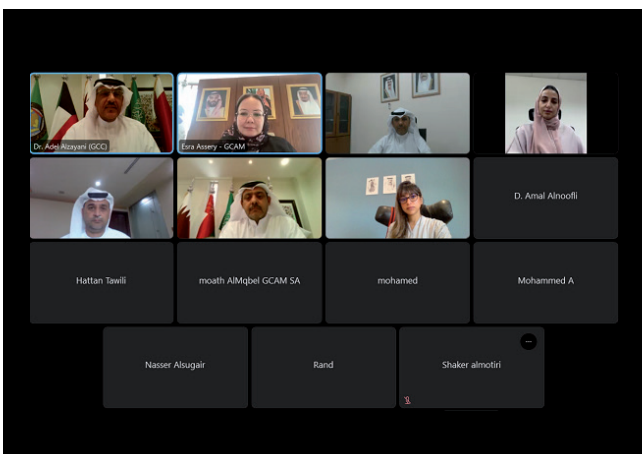 Dr. Adel Alzayani (GCC)
Esra Assery - GCAM
D. Amal Alnoofli
Hattan Tawili
moath AlMqbel GCAM SA
mohamed
Mohammed A
Nasser Alsugair
Rand
Shaker almotiri